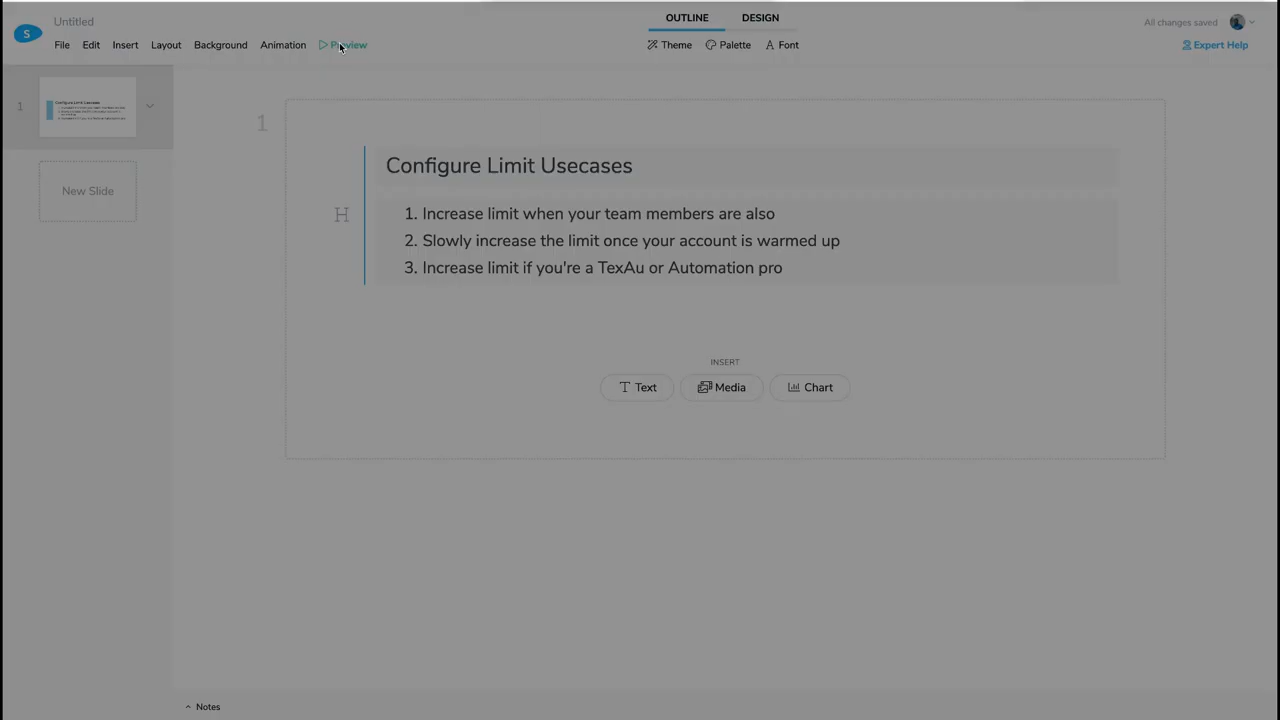 S
Untitled
OUTLINE
DESIGN
All changes saved
File
Edit
Insert
Layout
Background
Animation
Preview
Theme
Palette
Font
Expert Help
1
Configure Limit Usecases
New Slide
1
Configure Limit Usecases
H
1. Increase limit when your team members are also
2. Slowly increase the limit once your account is warmed up
3. Increase limit if you're a TexAu or Automation pro
INSERT
Text
Media
Chart
Notes